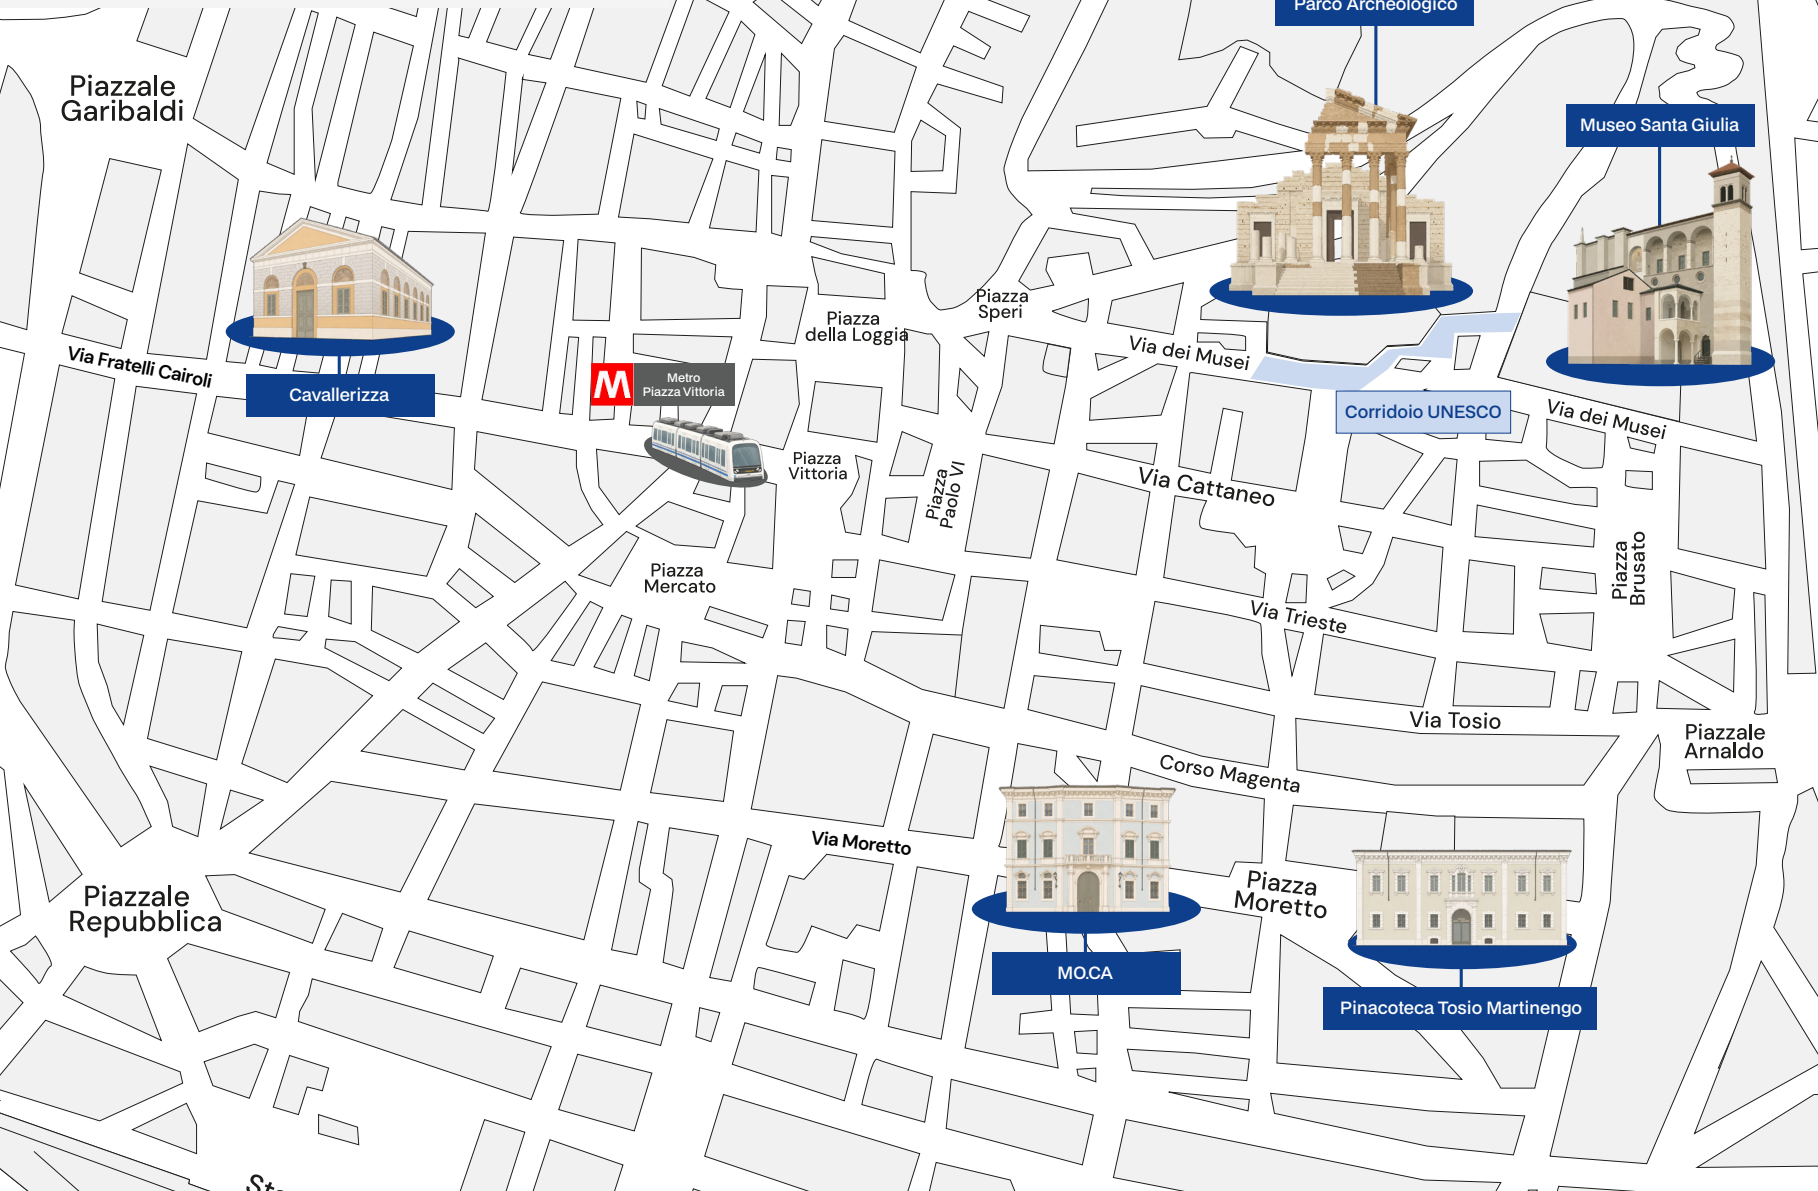 Parco Archeologico
Piazzale
Garibaldi
Museo Santa Giulia
Piazza
Speri
Piazza
della Loggia
Via dei Musei
Via Fratelli Cairoli
Cavallerizza
M
Metro
Piazza Vittoria
Corridoio UNESCO
Via dei Musei
Piazza
Vittoria
Piazza
Paolo VI
Via Cattaneo
Piazza
Mercato
Piazza
Brusato
Via Trieste
Via Tosio
Piazzale
Arnaldo
Corso Magenta
Via Moretto
Piazza
Moretto
Piazzale
Repubblica
MO.CA
Pinacoteca Tosio Martinengo